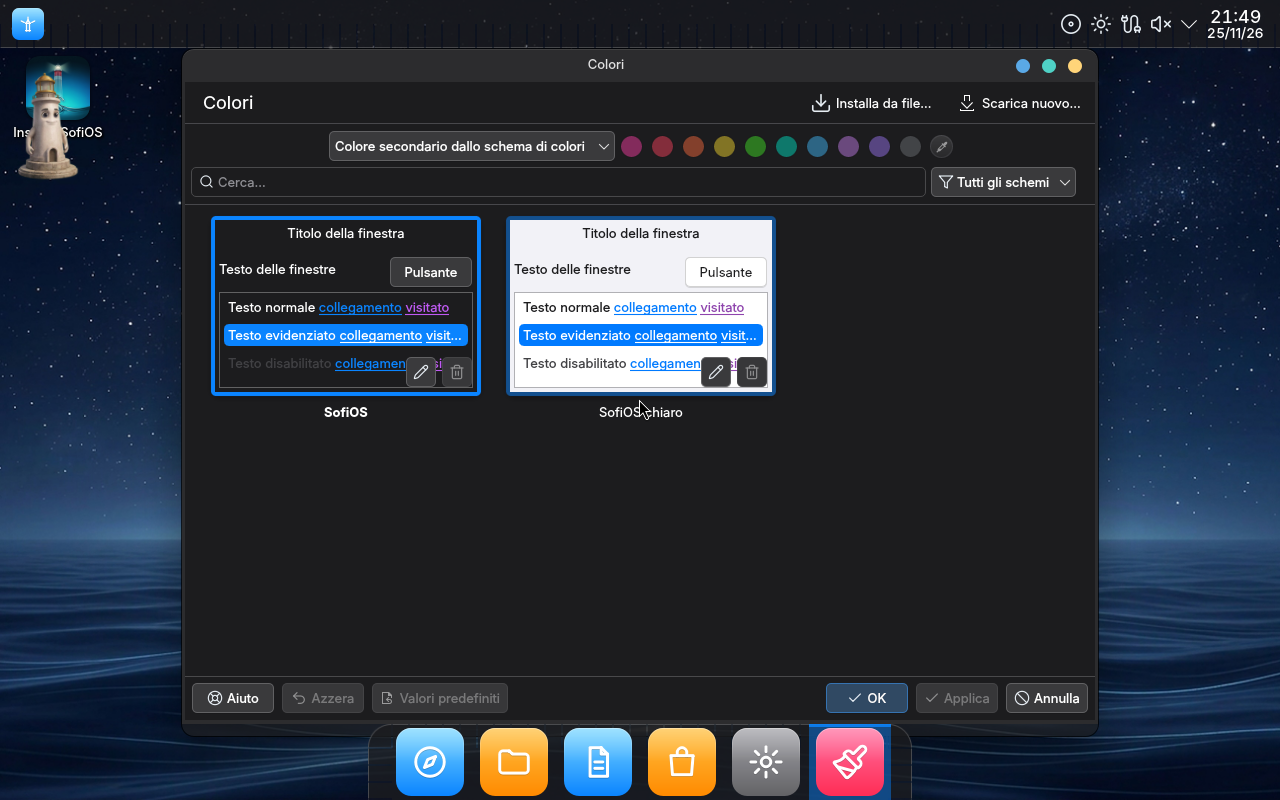 21:49
25/11/26
SofiOS
Colori
Colori
Installa da file...
Scarica nuovo...
Colore secondario dallo schema di colori
Cerca...
Tutti gli schemi
Titolo della finestra
Testo delle finestre
Pulsante
Testo normale collegamento visitato
Testo evidenziato collegamento visit...
Testo disabilitato
SofiOS
Titolo della finestra
Testo delle finestre
Pulsante
Testo normale collegamento visitato
Testo evidenziato collegamento visit...
Testo disabilitato
SofiOS chiaro
Aiuto
Azzera
Valori predefiniti
OK
Applica
Annulla